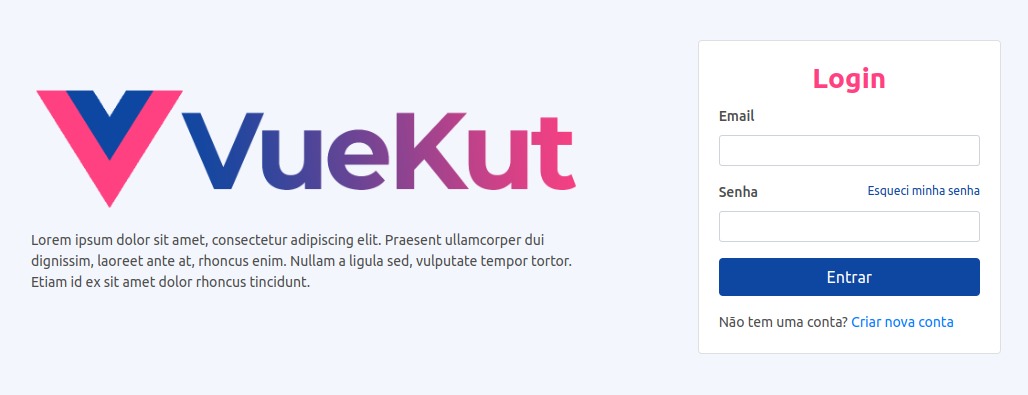 VueKut
Lorem ipsum dolor sit amet, consectetur adipiscing elit. Praesent ullamcorper dui
dignissim, laoreet ante at, rhoncus enim. Nullam a ligula sed, vulputate tempor tortor.
Etiam id ex sit amet dolor rhoncus tincidunt.
Login
Email
Senha Esqueci minha senha
Entrar
Não tem uma conta? Criar nova conta